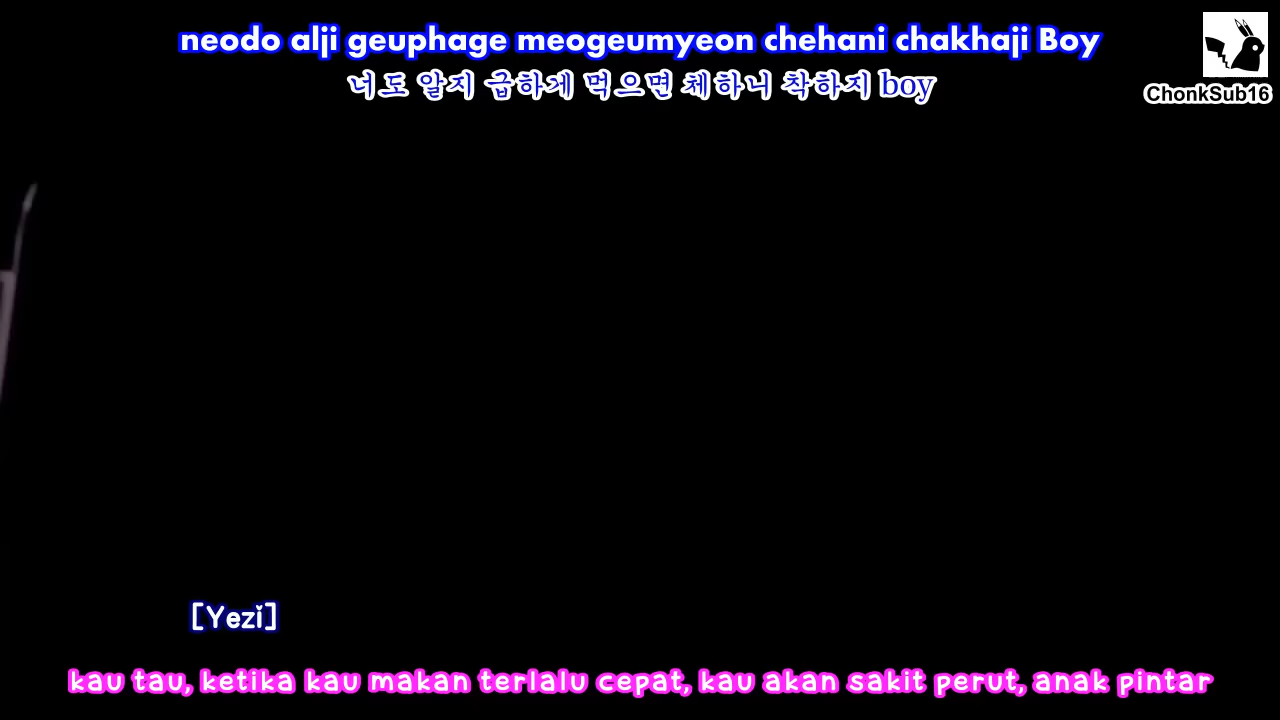 neodo alji geuphage meogeumyeon chehani chakhaji Boy
너도 알지 급하게 먹으면 체하니 착하지 boy
ChonkSub16
[Yezi]
kau tau, ketika kau makan terlalu cepat, kau akan sakit perut, anak pintar